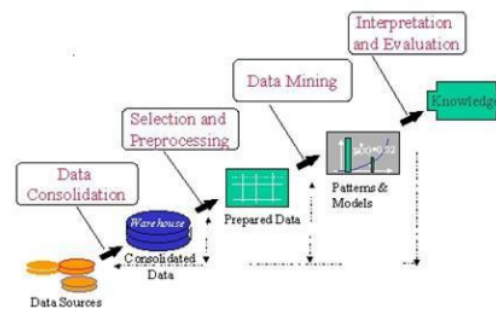 Interpretation
and Evaluation
Data Mining
Knowledge
Selection and
Preprocessing
Patterns &
Models
Data
Consolidation
Prepared Data
Warehouse
Consolidated
Data
Data Sources